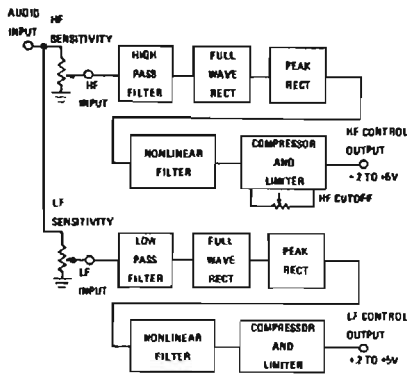 AUDIO
INPUT
HF
SENSITIVITY
HF
INPUT
HIGH
PASS
FILTER
FULL
WAVE
RECT
PEAK
RECT
NONLINEAR
FILTER
COMPRESSOR
AND
LIMITER
HF CONTROL
OUTPUT
+.2 TO +5V
HF CUTOFF
LF
SENSITIVITY
LF
INPUT
LOW
PASS
FILTER
FULL
WAVE
RECT
PEAK
RECT
NONLINEAR
FILTER
COMPRESSOR
AND
LIMITER
LF CONTROL
OUTPUT
+.2 TO +5V